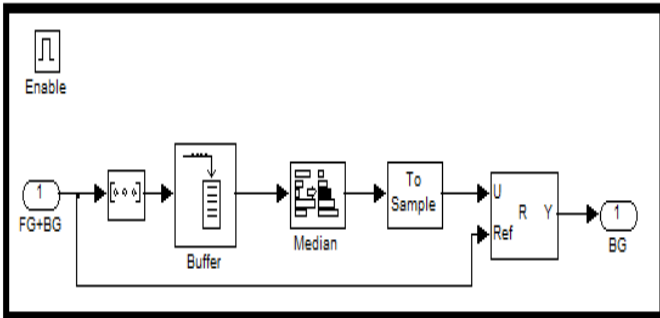 Enable
1
FG+BG
Buffer
Median
To
Sample
U
R Y
Ref
1
BG